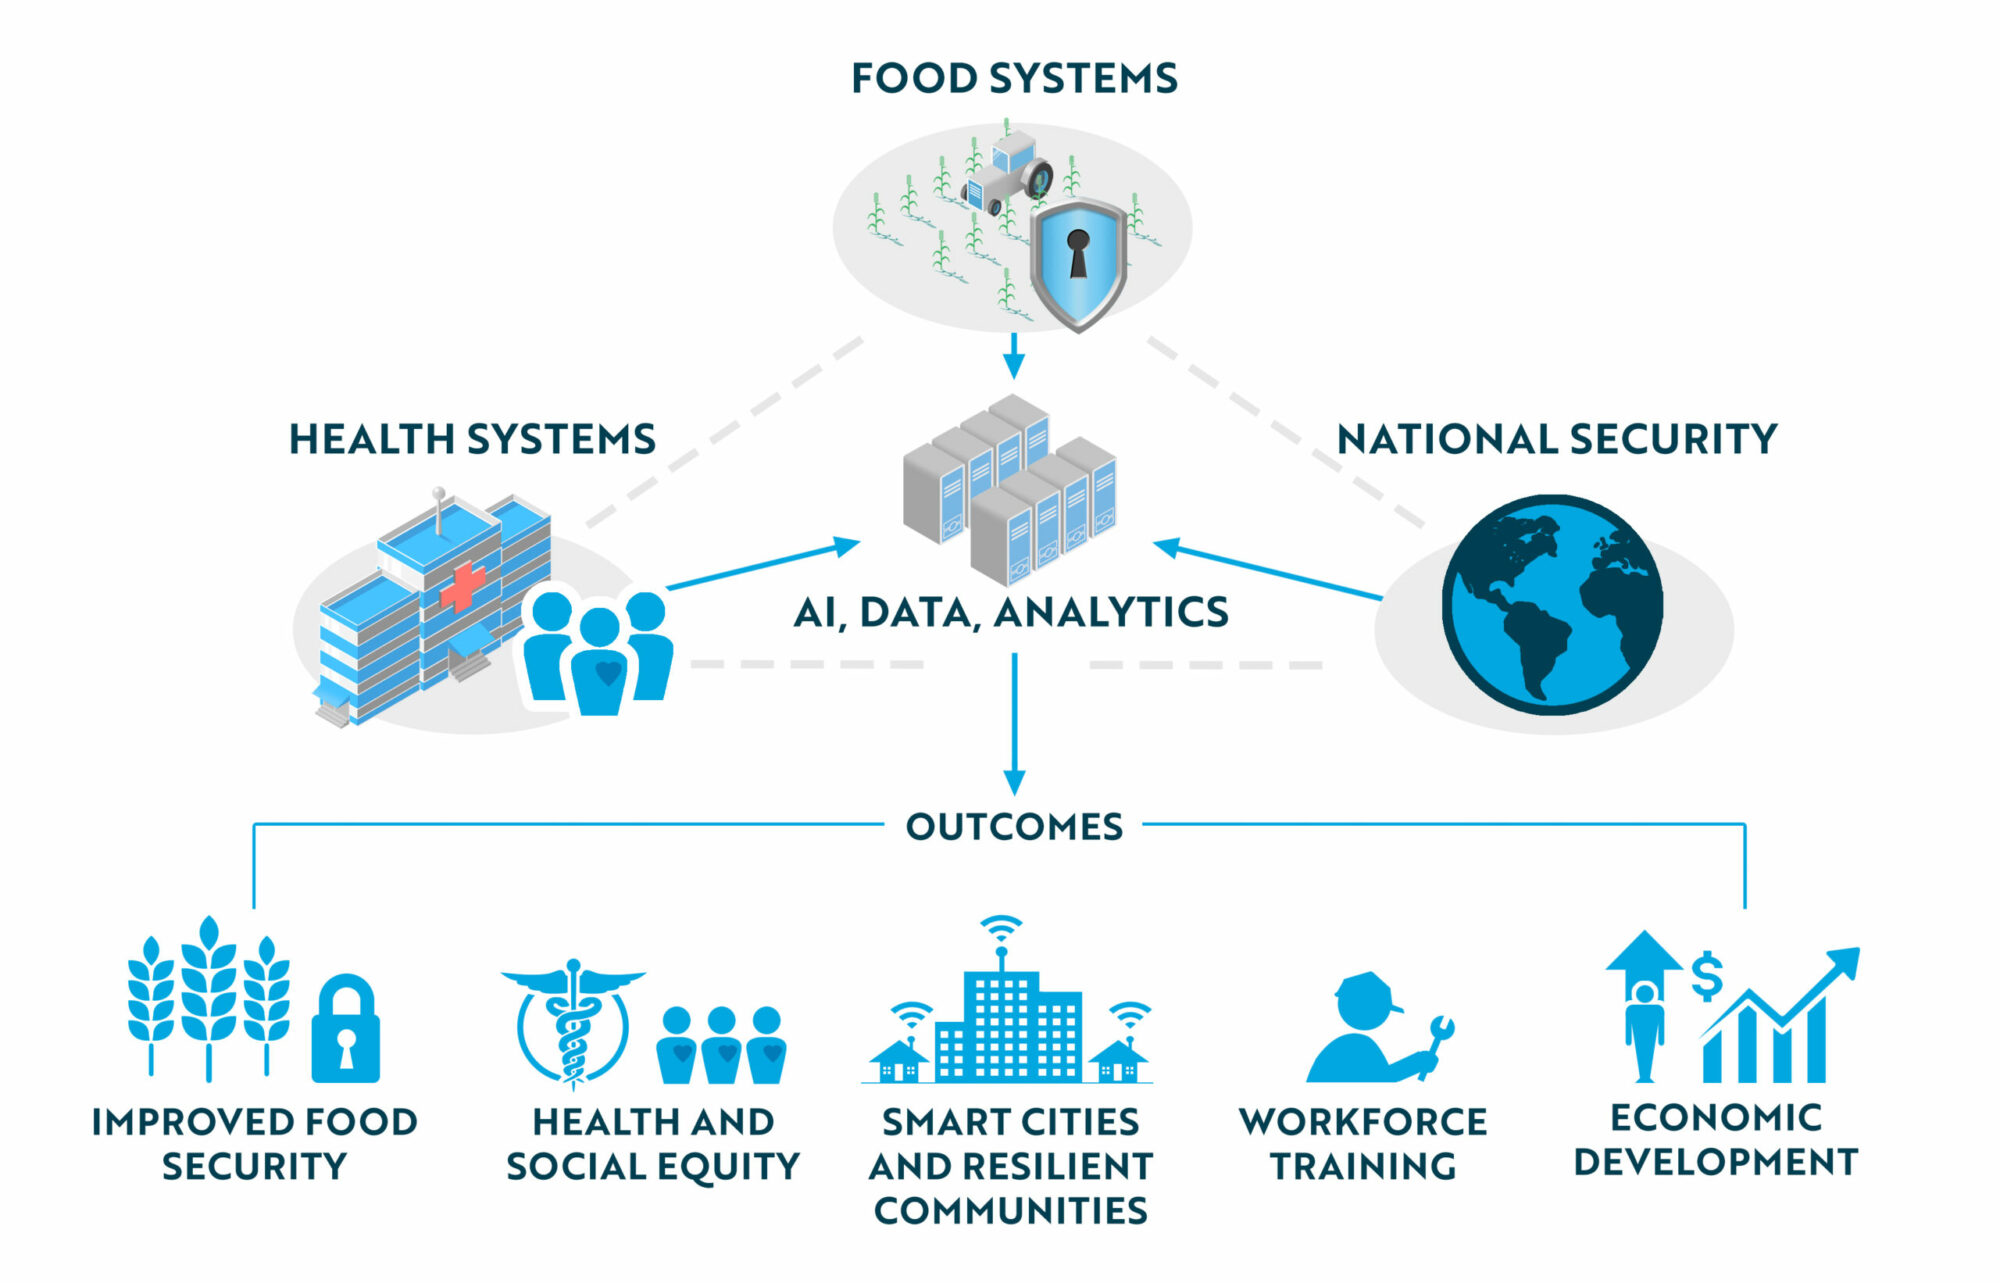 FOOD SYSTEMS
HEALTH SYSTEMS
NATIONAL SECURITY
AI, DATA, ANALYTICS
OUTCOMES
IMPROVED FOOD
SECURITY
HEALTH AND
SOCIAL EQUITY
SMART CITIES
AND RESILIENT
COMMUNITIES
WORKFORCE
TRAINING
$
ECONOMIC
DEVELOPMENT